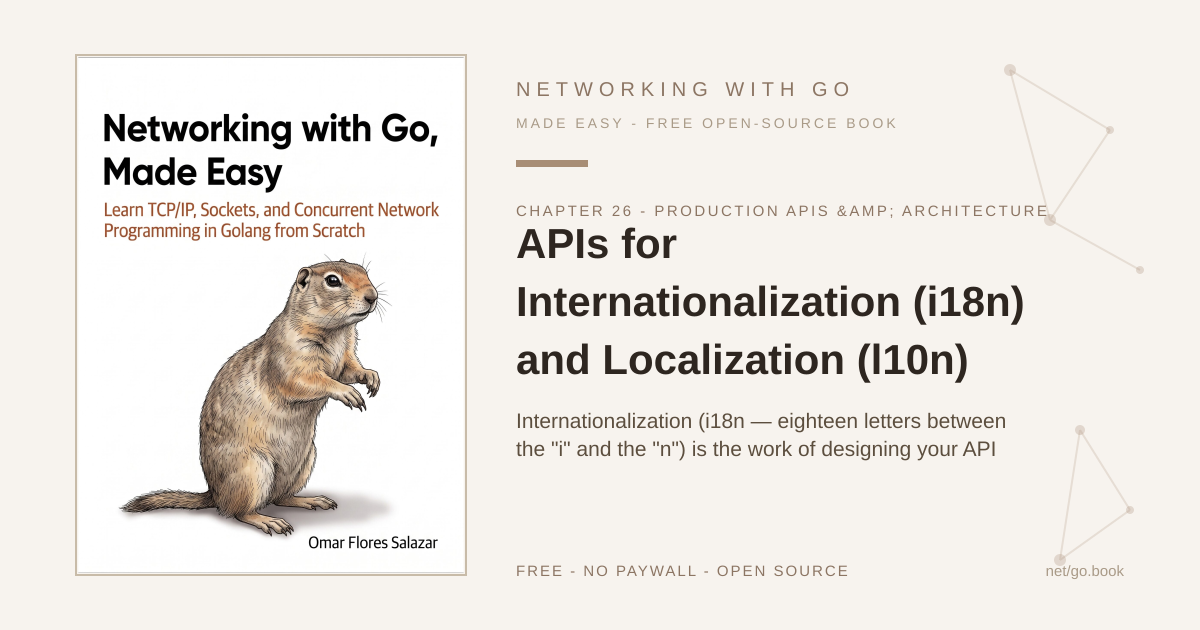 Networking with Go,
Made Easy
Learn TCP/IP, Sockets, and Concurrent Network
Programming in Golang from Scratch
Omar Flores Salazar
NETWORKING WITH GO
MADE EASY - FREE OPEN-SOURCE BOOK
CHAPTER 26 - PRODUCTION APIS &AMP; ARCHITECTURE
APIs for
Internationalization (i18n)
and Localization (l10n)
Internationalization (i18n — eighteen letters between
the "i" and the "n") is the work of designing your API
FREE - NO PAYWALL - OPEN SOURCE
net/go.book